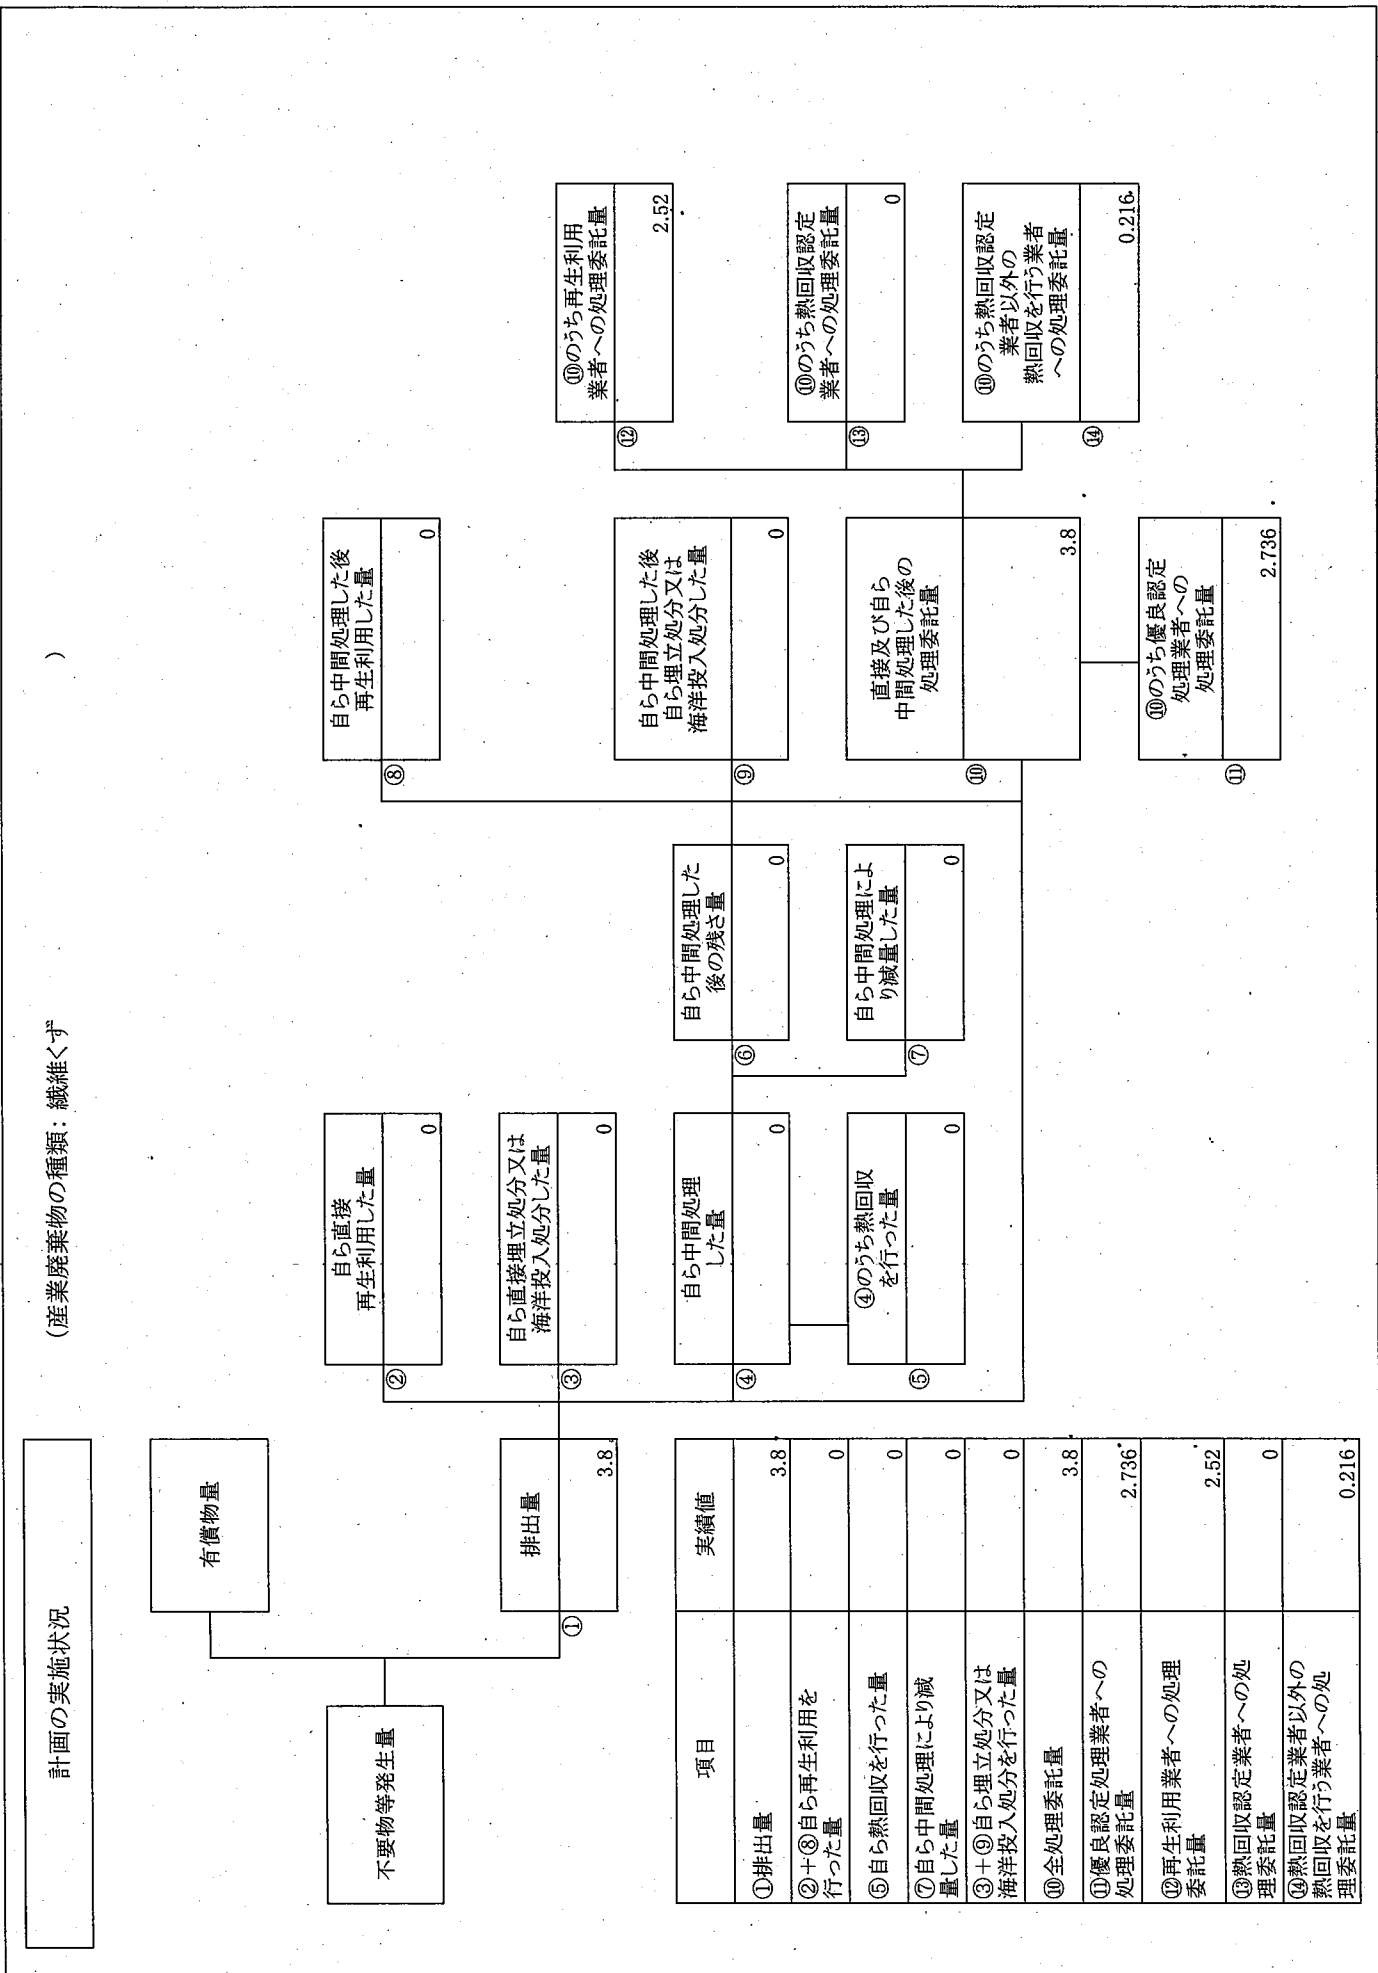 計画の実施状況
(産業廃棄物の種類: 繊維くず
)
不要物等発生量
有償物量
①
排出量
3.8
②
自ら直接
再生利用した量
0
③
自ら直接埋立処分又は
海洋投入処分した量
0
④
自ら中間処理
した量
0
⑤
④のうち熱回収
を行った量
0
⑥
自ら中間処理した
後の残さ量
0
⑦
自ら中間処理によ
り減量した量
0
⑧
自ら中間処理した後
再生利用した量
0
⑨
自ら中間処理した後
自ら埋立処分又は
海洋投入処分した量
0
⑩
直接及び自ら
中間処理した後の
処理委託量
3.8
⑪
⑩のうち優良認定
処理業者への
処理委託量
2.736
⑫
⑩のうち再生利用
業者への処理委託量
2.52
⑬
⑩のうち熱回収認定
業者への処理委託量
0
⑭
⑩のうち熱回収認定
業者以外の
熱回収を行う業者
への処理委託量
0.216
項目 実績値
①排出量 3.8
②+⑧自ら再生利用を
行った量 0
⑤自ら熱回収を行った量 0
⑦自ら中間処理により減
量した量 0
③+⑨自ら埋立処分又は
海洋投入処分を行った量 0
⑩全処理委託量 3.8
⑪優良認定処理業者への
処理委託量 2.736
⑫再生利用業者への処理
委託量 2.52
⑬熱回収認定業者への処
理委託量 0
⑭熱回収認定業者以外の
熱回収を行う業者への処
理委託量 0.216